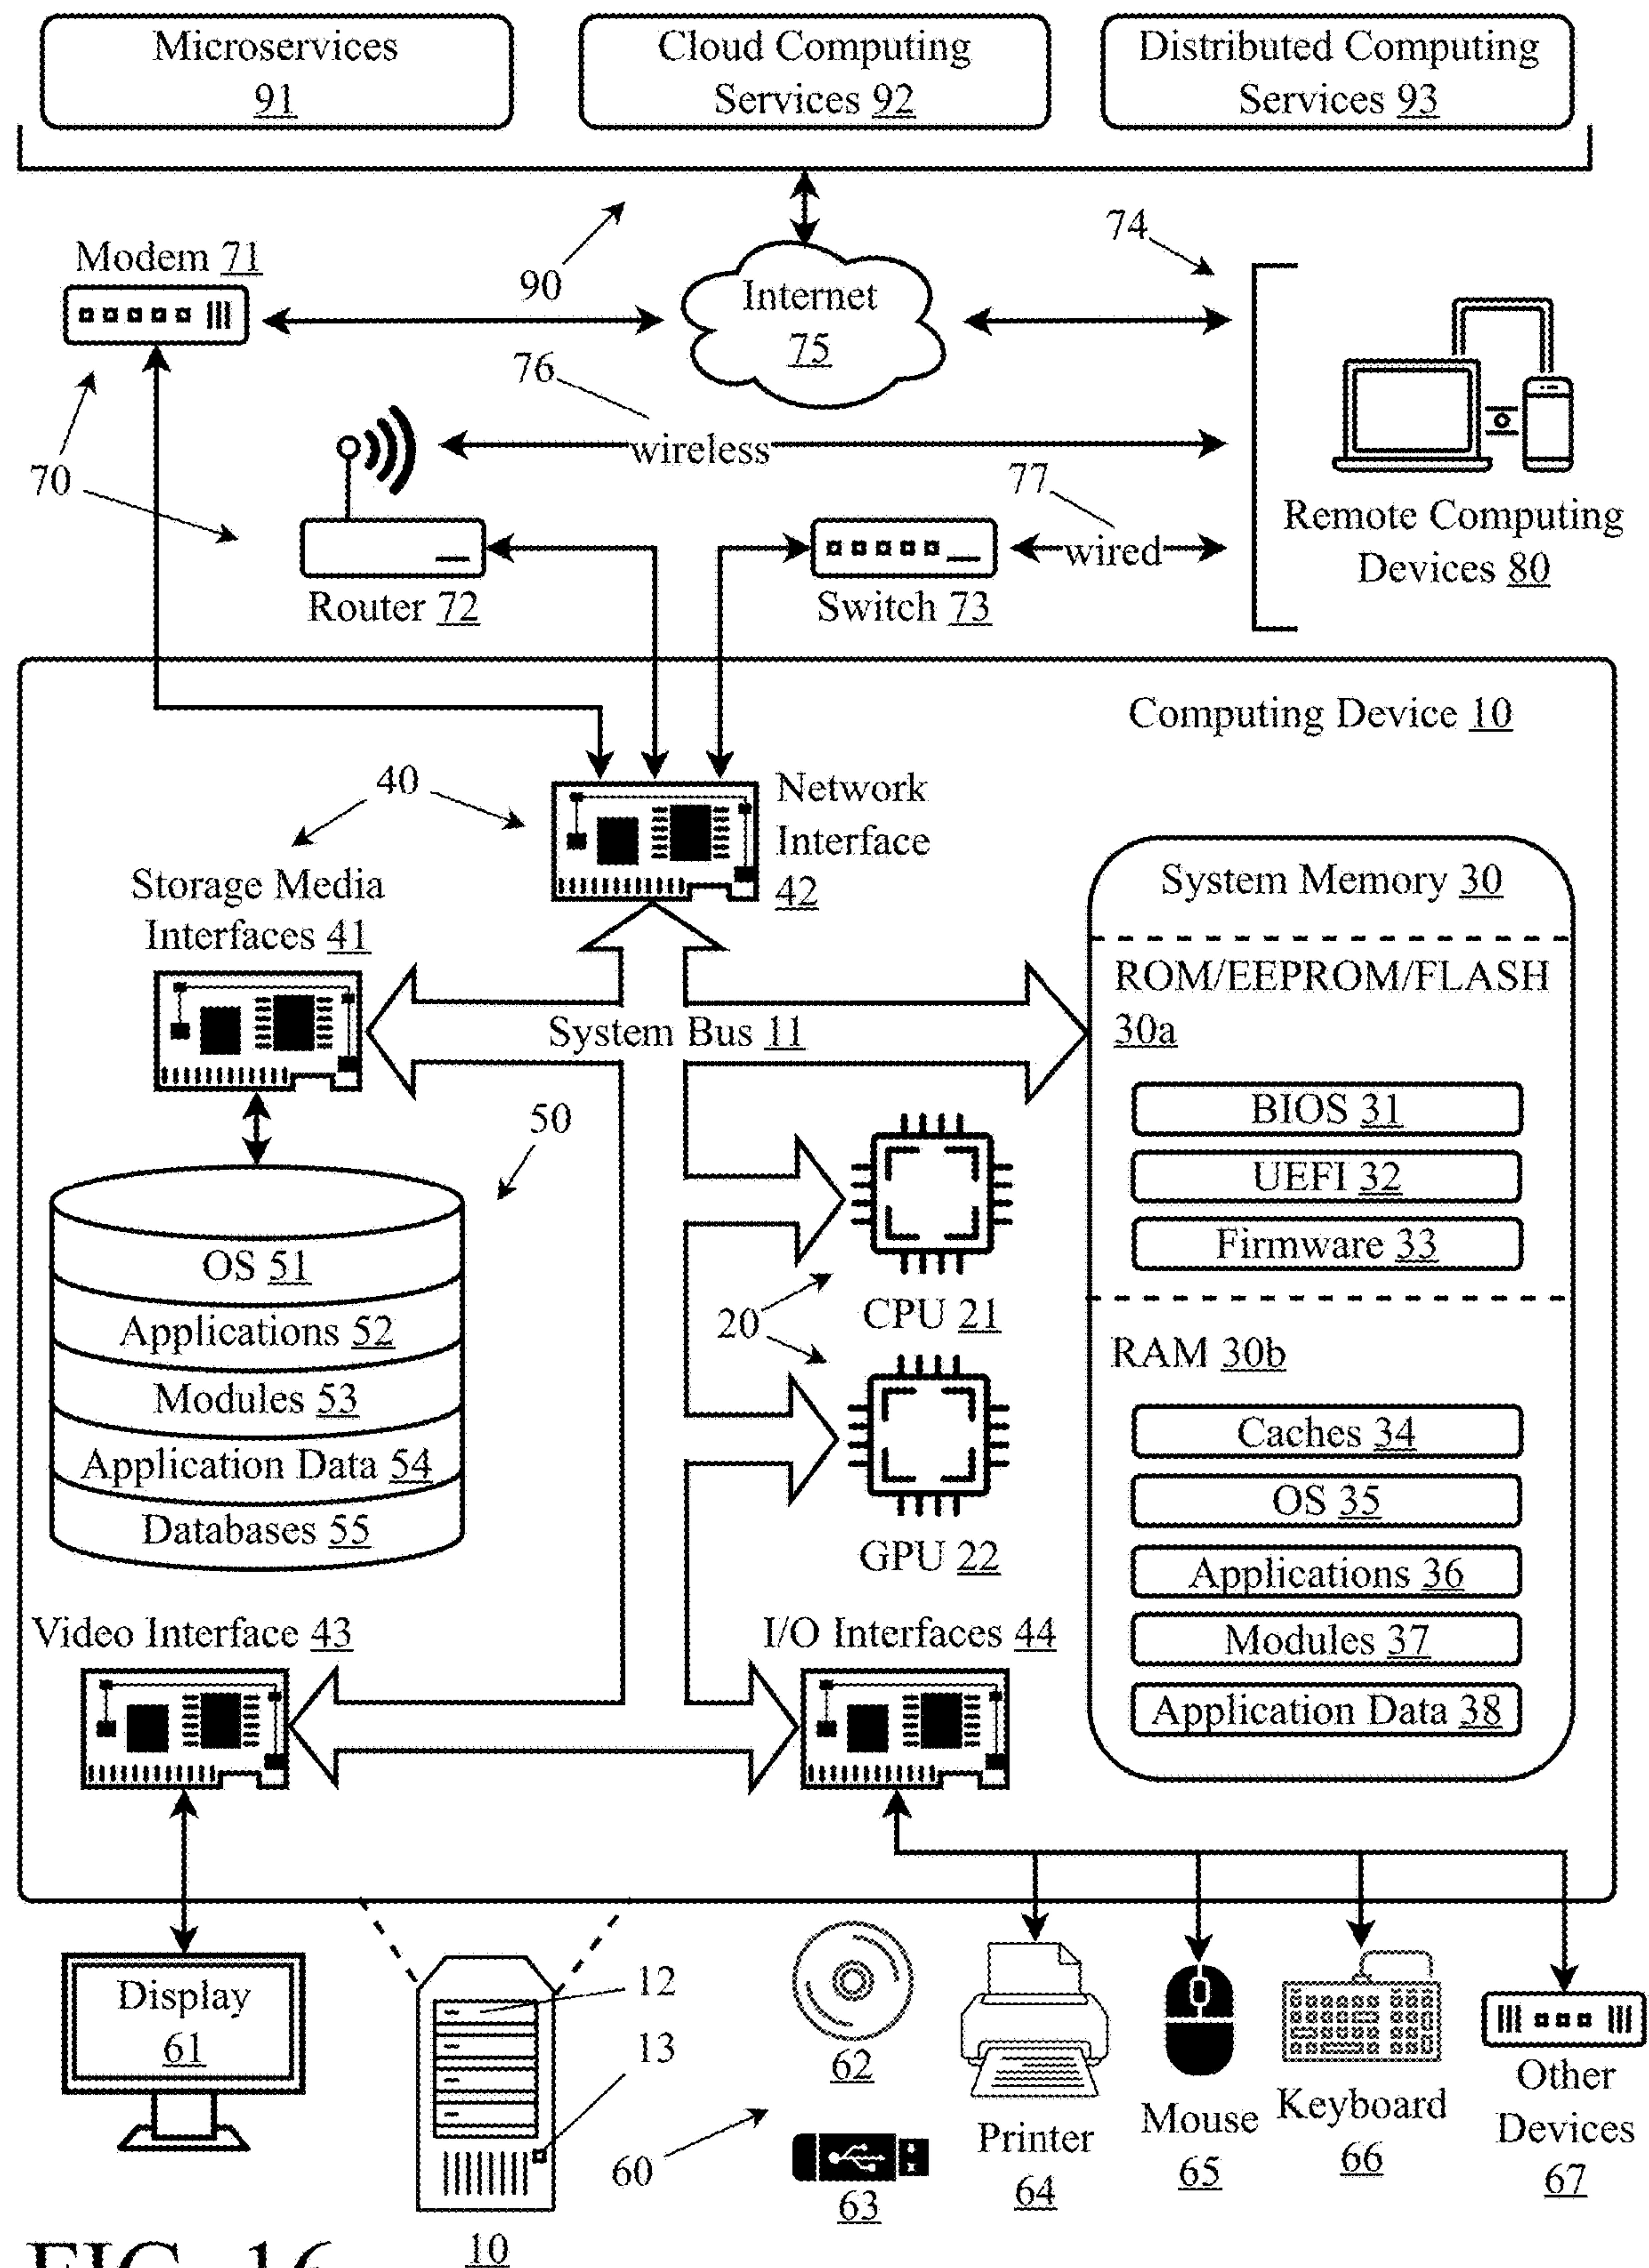 Microservices
91
Cloud Computing
Services 92
Distributed Computing
Services 93
74
Modem 71
90
Internet
75
76
wireless
70
77
wired
Remote Computing
Devices 80
Router 72
Switch 73
Computing Device 10
40
Network
Interface
42
Storage Media
Interfaces 41
System Memory 30
ROM/EEPROM/FLASH
30a
System Bus 11
BIOS 31
UEFI 32
Firmware 33
50
OS 51
Applications 52
Modules 53
Application Data 54
Databases 55
20
CPU 21
GPU 22
RAM 30b
Caches 34
OS 35
Applications 36
Modules 37
Application Data 38
Video Interface 43
I/O Interfaces 44
Display
61
12
13
10
60
62
63
Printer
64
Mouse
65
Keyboard
66
Other
Devices
67
FIG. 16